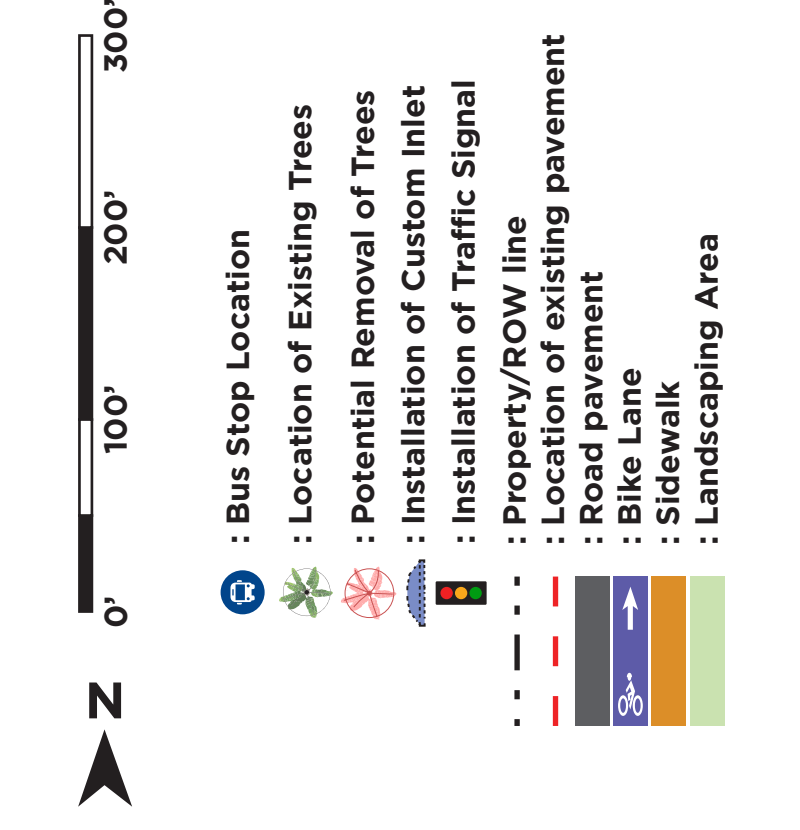 N
0' 100' 200' 300'
: Bus Stop Location
: Location of Existing Trees
: Potential Removal of Trees
: Installation of Custom Inlet
: Installation of Traffic Signal
: Property/ROW line
: Location of existing pavement
: Road pavement
: Bike Lane
: Sidewalk
: Landscaping Area